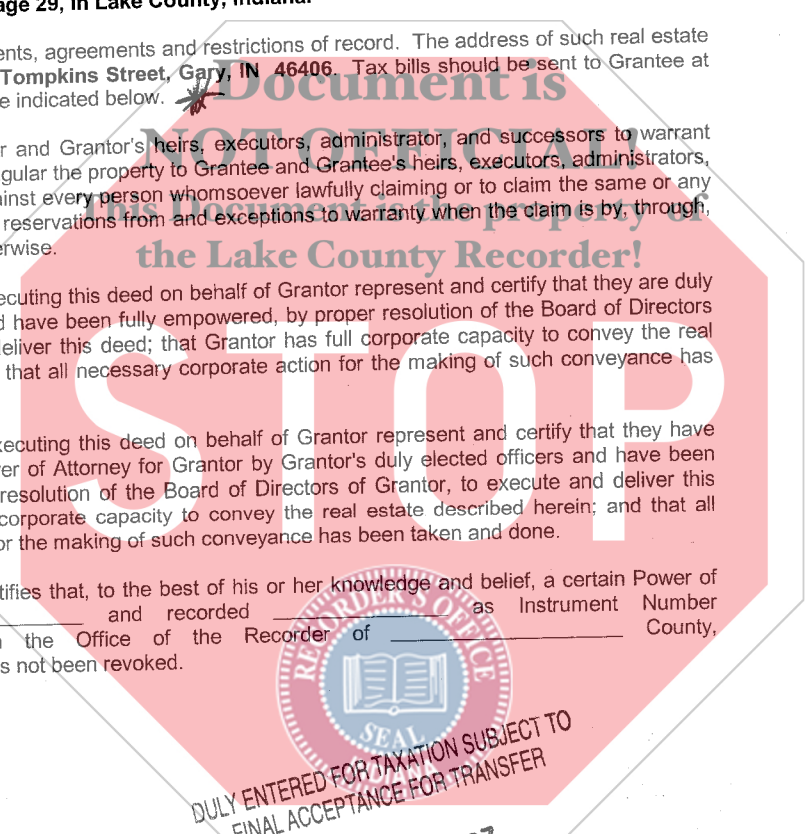 age 29, in Lake County, Indiana.
ents, agreements and restrictions of record. The address of such real estate
Tompkins Street, Gary, IN 46406. Tax bills should be sent to Grantee at
e indicated below.
Document is
NOT OFFICIAL!
This Document is the property of
the Lake County Recorder!
r and Grantor's heirs, executors, administrator, and successors to warrant
gular the property to Grantee and Grantee's heirs, executors, administrators,
ainst every person whomsoever lawfully claiming or to claim the same or any
reservations from and exceptions to warranty when the claim is by, through,
erwise.
ecuting this deed on behalf of Grantor represent and certify that they are duly
d have been fully empowered, by proper resolution of the Board of Directors
eliver this deed; that Grantor has full corporate capacity to convey the real
that all necessary corporate action for the making of such conveyance has
STOP
xecuting this deed on behalf of Grantor represent and certify that they have
er of Attorney for Grantor by Grantor's duly elected officers and have been
resolution of the Board of Directors of Grantor, to execute and deliver this
corporate capacity to convey the real estate described herein; and that all
or the making of such conveyance has been taken and done.
tifies that, to the best of his or her knowledge and belief, a certain Power of
________ and recorded ________________ as Instrument Number
n the Office of the Recorder of ____________________ County,
s not been revoked.
RECORDER'S OFFICE
SEAL
INDIANA
DULY ENTERED FOR TAXATION SUBJECT TO
FINAL ACCEPTANCE FOR TRANSFER